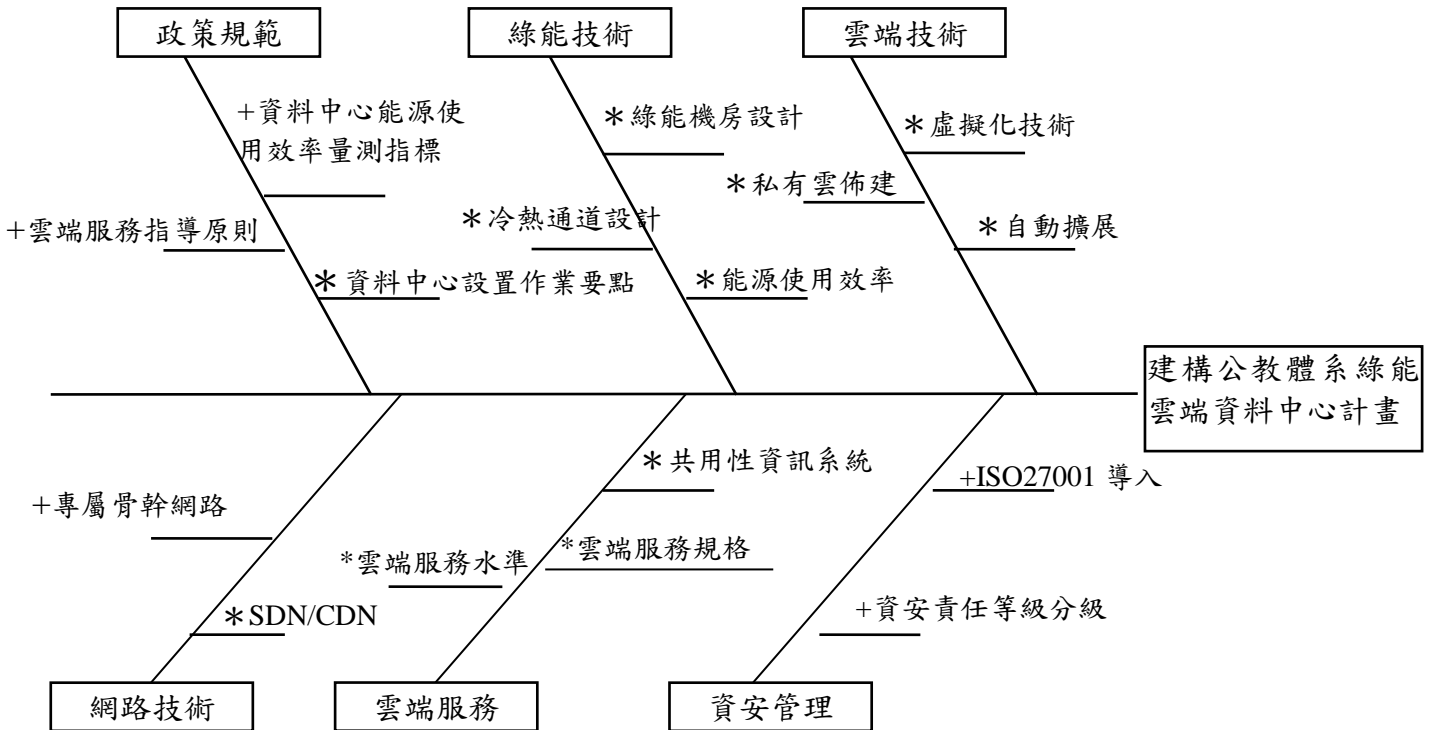 政策規範
綠能技術
雲端技術
+資料中心能源使
用效率量測指標
＊綠能機房設計
＊虛擬化技術
＊私有雲佈建
+雲端服務指導原則
＊冷熱通道設計
＊自動擴展
＊資料中心設置作業要點
＊能源使用效率
建構公教體系綠能
雲端資料中心計畫
＊共用性資訊系統
+ISO27001 導入
+專屬骨幹網路
*雲端服務水準
*雲端服務規格
＊SDN/CDN
+資安責任等級分級
網路技術
雲端服務
資安管理